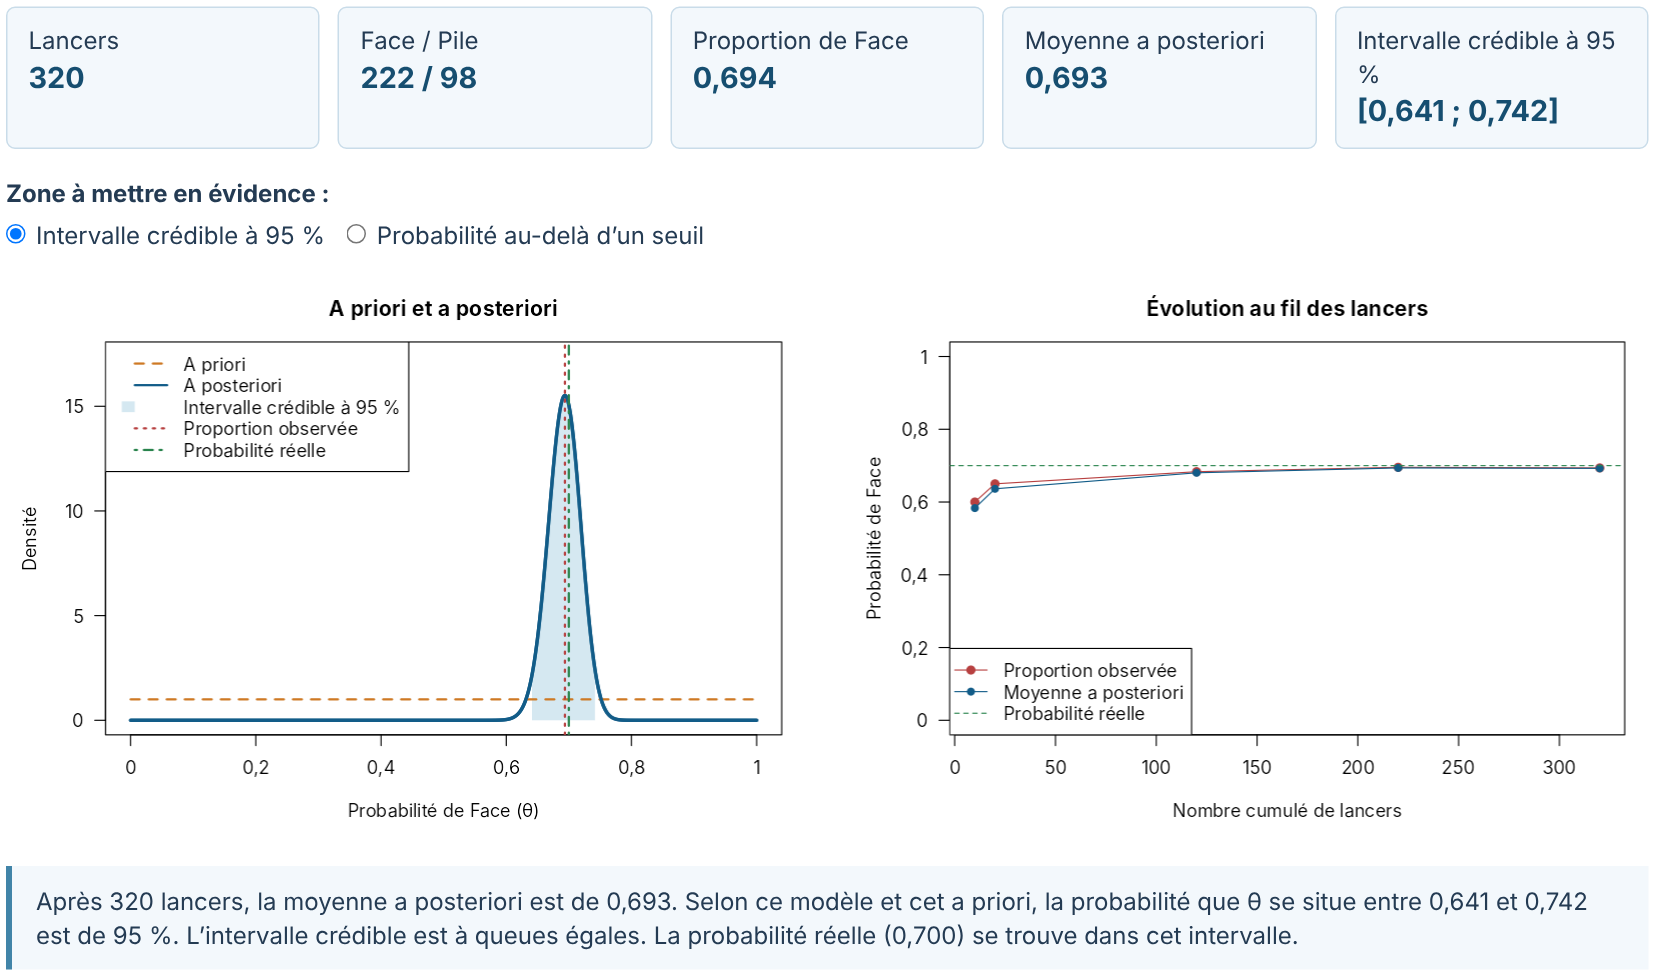 Lancers
320
Face / Pile
222 / 98
Proportion de Face
0,694
Moyenne a posteriori
0,693
Intervalle crédible à 95
%
[0,641 ; 0,742]
Zone à mettre en évidence :
Intervalle crédible à 95 %
Probabilité au-delà d’un seuil
A priori et a posteriori
A priori
A posteriori
Intervalle crédible à 95 %
Proportion observée
Probabilité réelle
Densité
15
10
5
0
0 0,2 0,4 0,6 0,8 1
Probabilité de Face (θ)
Évolution au fil des lancers
Probabilité de Face
1
0,8
0,6
0,4
0,2
0
Proportion observée
Moyenne a posteriori
Probabilité réelle
0 50 100 150 200 250 300
Nombre cumulé de lancers
Après 320 lancers, la moyenne a posteriori est de 0,693. Selon ce modèle et cet a priori, la probabilité que θ se situe entre 0,641 et 0,742
est de 95 %. L’intervalle crédible est à queues égales. La probabilité réelle (0,700) se trouve dans cet intervalle.